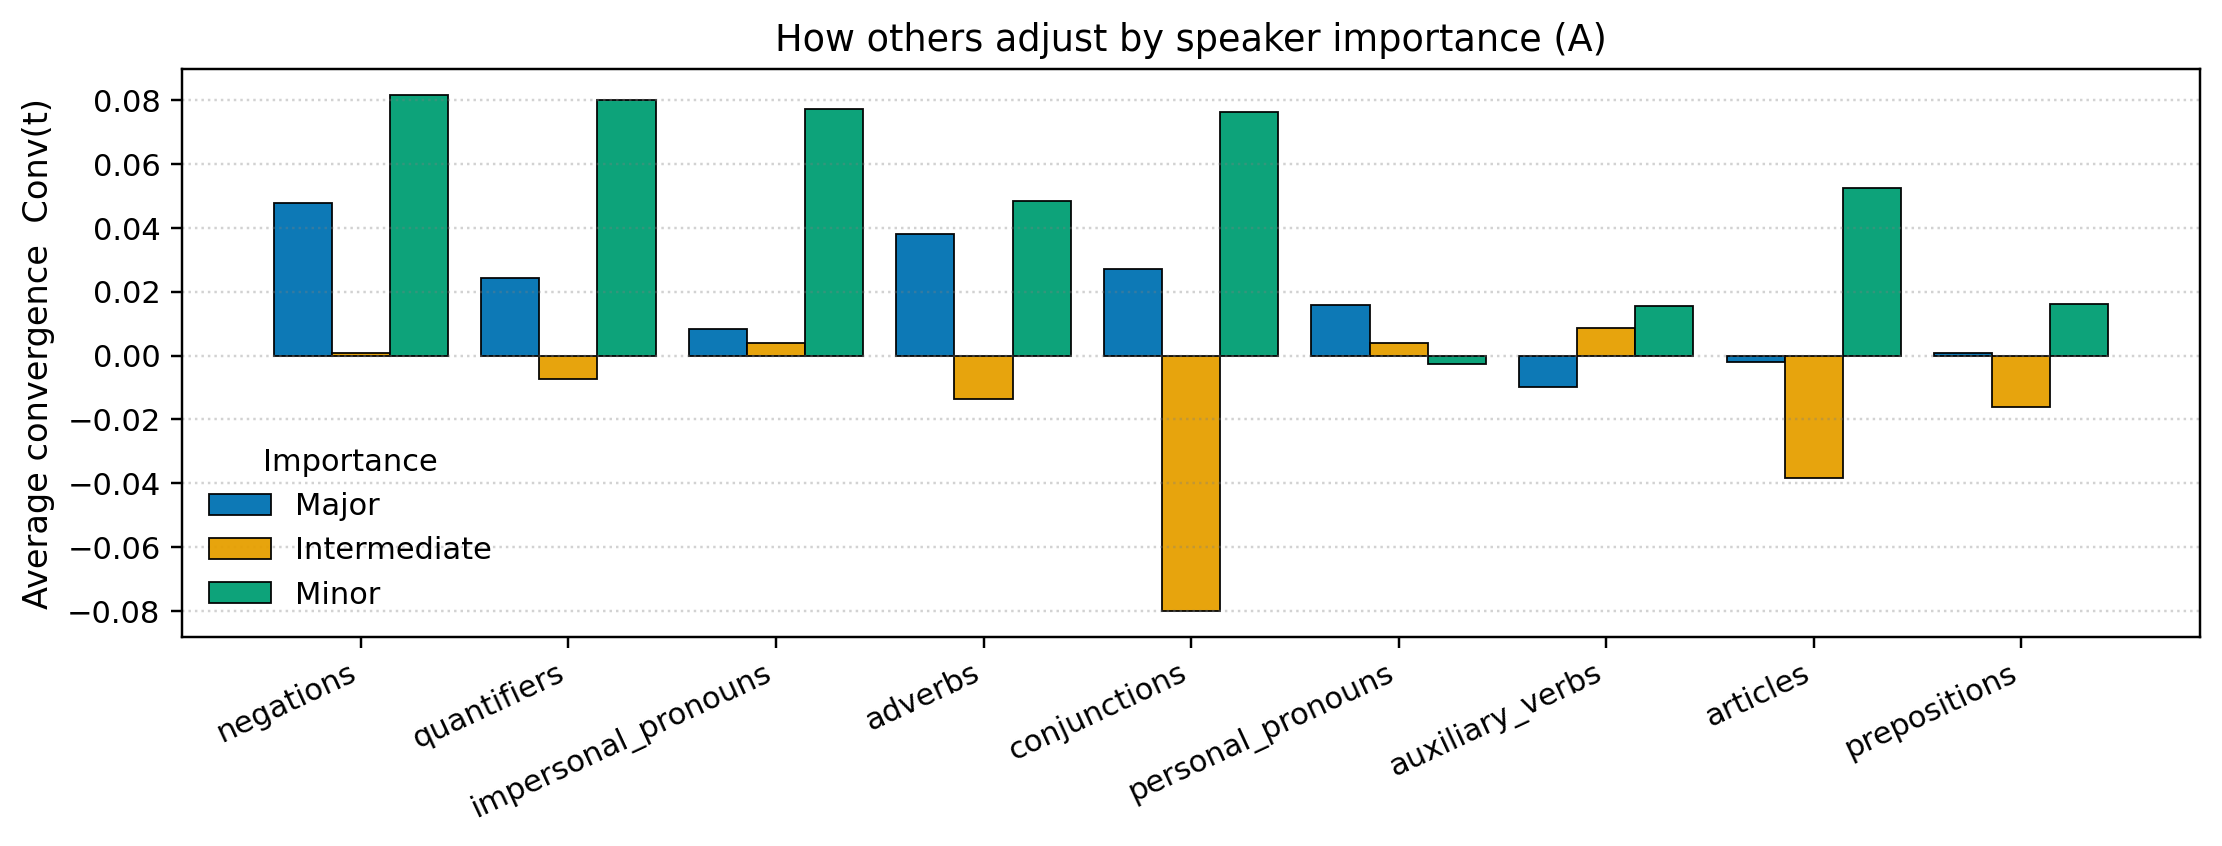 How others adjust by speaker importance (A)
Average convergence  Conv(t)
0.08
0.06
0.04
0.02
0.00
−0.02
−0.04
−0.06
−0.08
Importance
Major
Intermediate
Minor
negations
quantifiers
impersonal_pronouns
adverbs
conjunctions
personal_pronouns
auxiliary_verbs
articles
prepositions